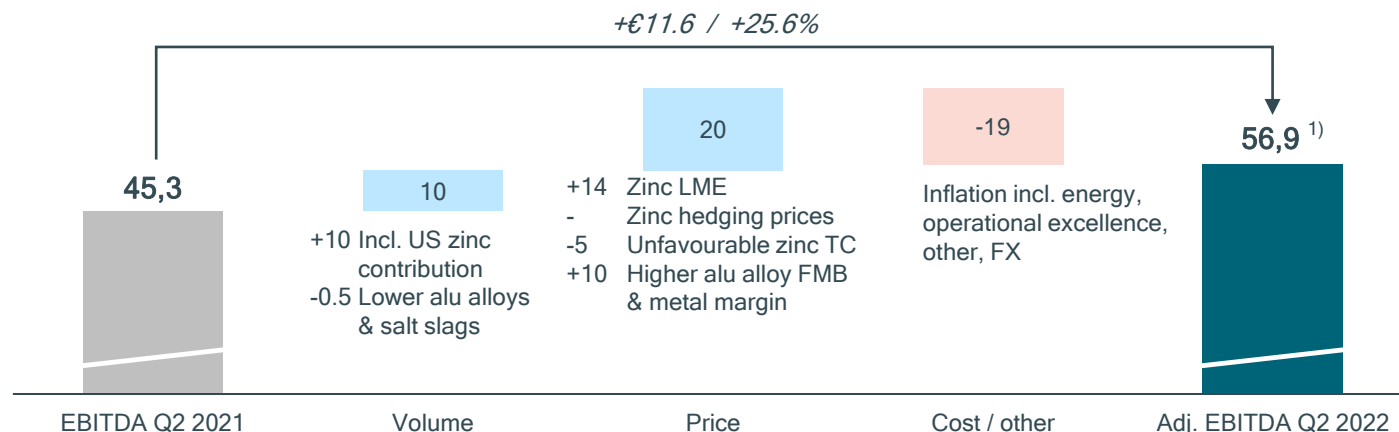 +€11.6 / +25.6%
45,3
10
+10 Incl. US zinc
contribution
-0.5 Lower alu alloys
& salt slags
20
+14 Zinc LME
- Zinc hedging prices
-5 Unfavourable zinc TC
+10 Higher alu alloy FMB
& metal margin
-19
Inflation incl. energy,
operational excellence,
other, FX
56,9 1)
EBITDA Q2 2021
Volume
Price
Cost / other
Adj. EBITDA Q2 2022